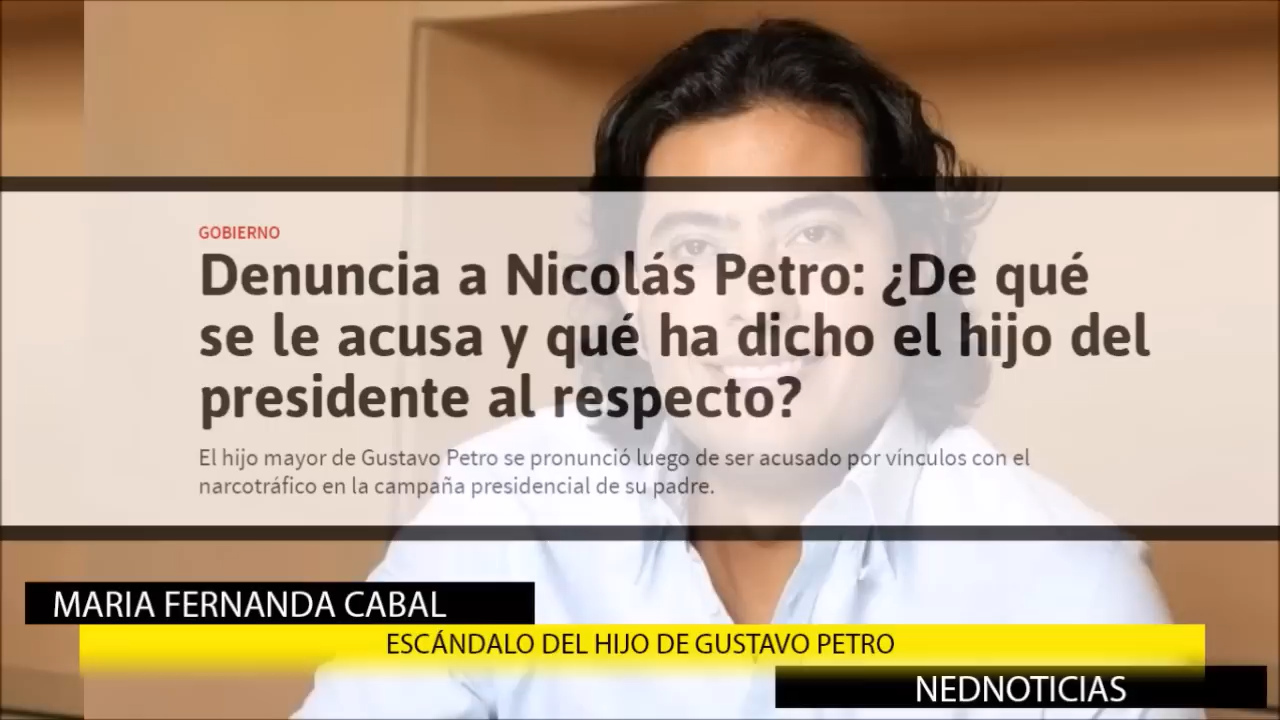 GOBIERNO
Denuncia a Nicolás Petro: ¿De qué
se le acusa y qué ha dicho el hijo del
presidente al respecto?
El hijo mayor de Gustavo Petro se pronunció luego de ser acusado por vínculos con el
narcotráfico en la campaña presidencial de su padre.
MARIA FERNANDA CABAL
ESCÁNDALO DEL HIJO DE GUSTAVO PETRO
NEDNOTICIAS